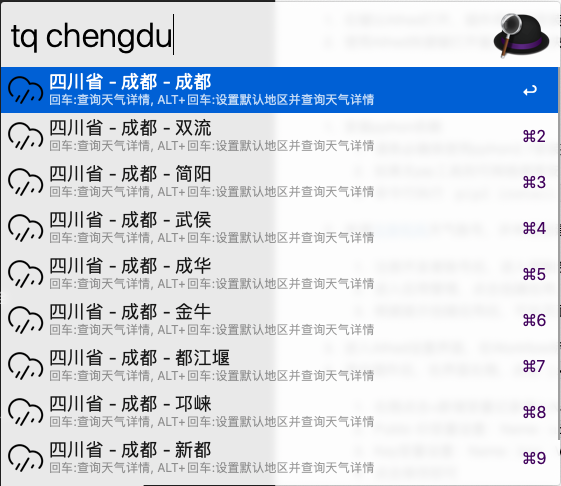 tq chengdu
四川省 - 成都 - 成都
回车:查询天气详情, ALT+回车:设置默认地区并查询天气详情
↩
四川省 - 成都 - 双流
回车:查询天气详情, ALT+回车:设置默认地区并查询天气详情
⌘2
四川省 - 成都 - 简阳
回车:查询天气详情, ALT+回车:设置默认地区并查询天气详情
⌘3
四川省 - 成都 - 武侯
回车:查询天气详情, ALT+回车:设置默认地区并查询天气详情
⌘4
四川省 - 成都 - 成华
回车:查询天气详情, ALT+回车:设置默认地区并查询天气详情
⌘5
四川省 - 成都 - 金牛
回车:查询天气详情, ALT+回车:设置默认地区并查询天气详情
⌘6
四川省 - 成都 - 都江堰
回车:查询天气详情, ALT+回车:设置默认地区并查询天气详情
⌘7
四川省 - 成都 - 邛崃
回车:查询天气详情, ALT+回车:设置默认地区并查询天气详情
⌘8
四川省 - 成都 - 新都
回车:查询天气详情, ALT+回车:设置默认地区并查询天气详情
⌘9